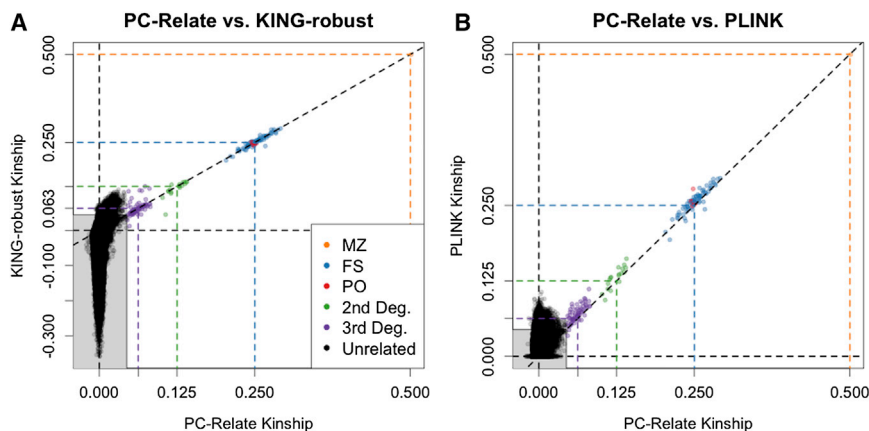 A
PC-Relate vs. KING-robust
KING-robust Kinship
0.500
0.250
0.063
-0.100
-0.300
MZ
FS
PO
2nd Deg.
3rd Deg.
Unrelated
0.000
0.125
0.250
0.500
PC-Relate Kinship
B
PC-Relate vs. PLINK
PLINK Kinship
0.500
0.250
0.125
0.000
0.000
0.125
0.250
0.500
PC-Relate Kinship